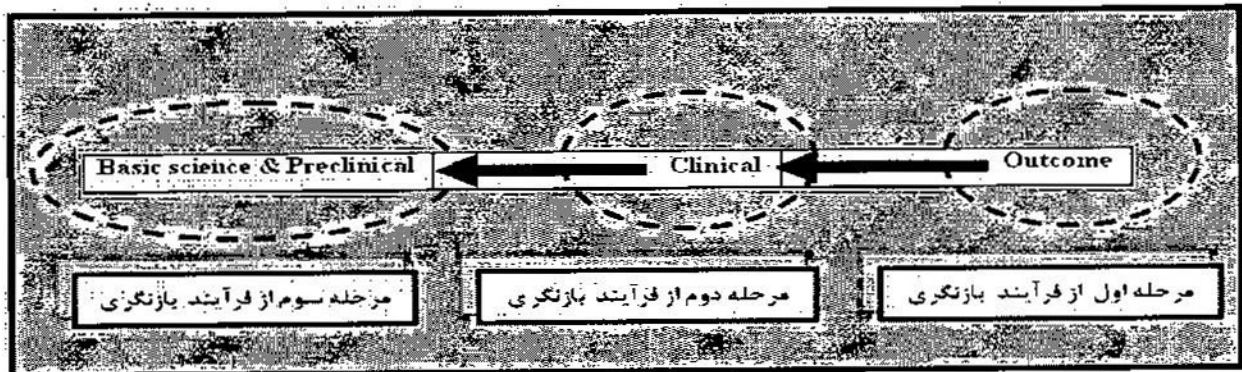 Basic science & Preclinical Clinical Outcome
مرحله اول از فرآیند بازنگری
مرحله دوم از فرآیند بازنگری
مرحله سوم از فرآیند بازنگری